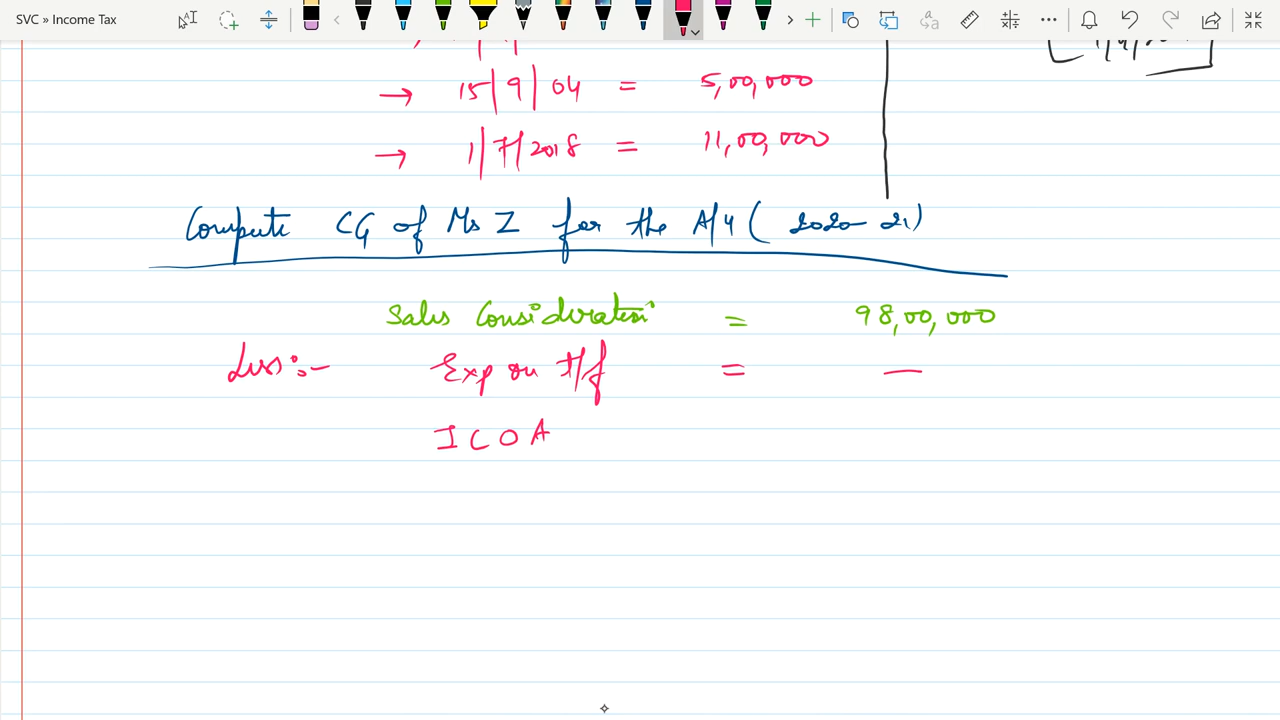 SVC » Income Tax
→ 15/9/04 = 5,00,000
→ 1/7/2018 = 11,00,000
Compute CG of Ms Z for the A/Y (2020-21)
Sales Consideration = 98,00,000
Less:- Exp on T/f = —
ICOA